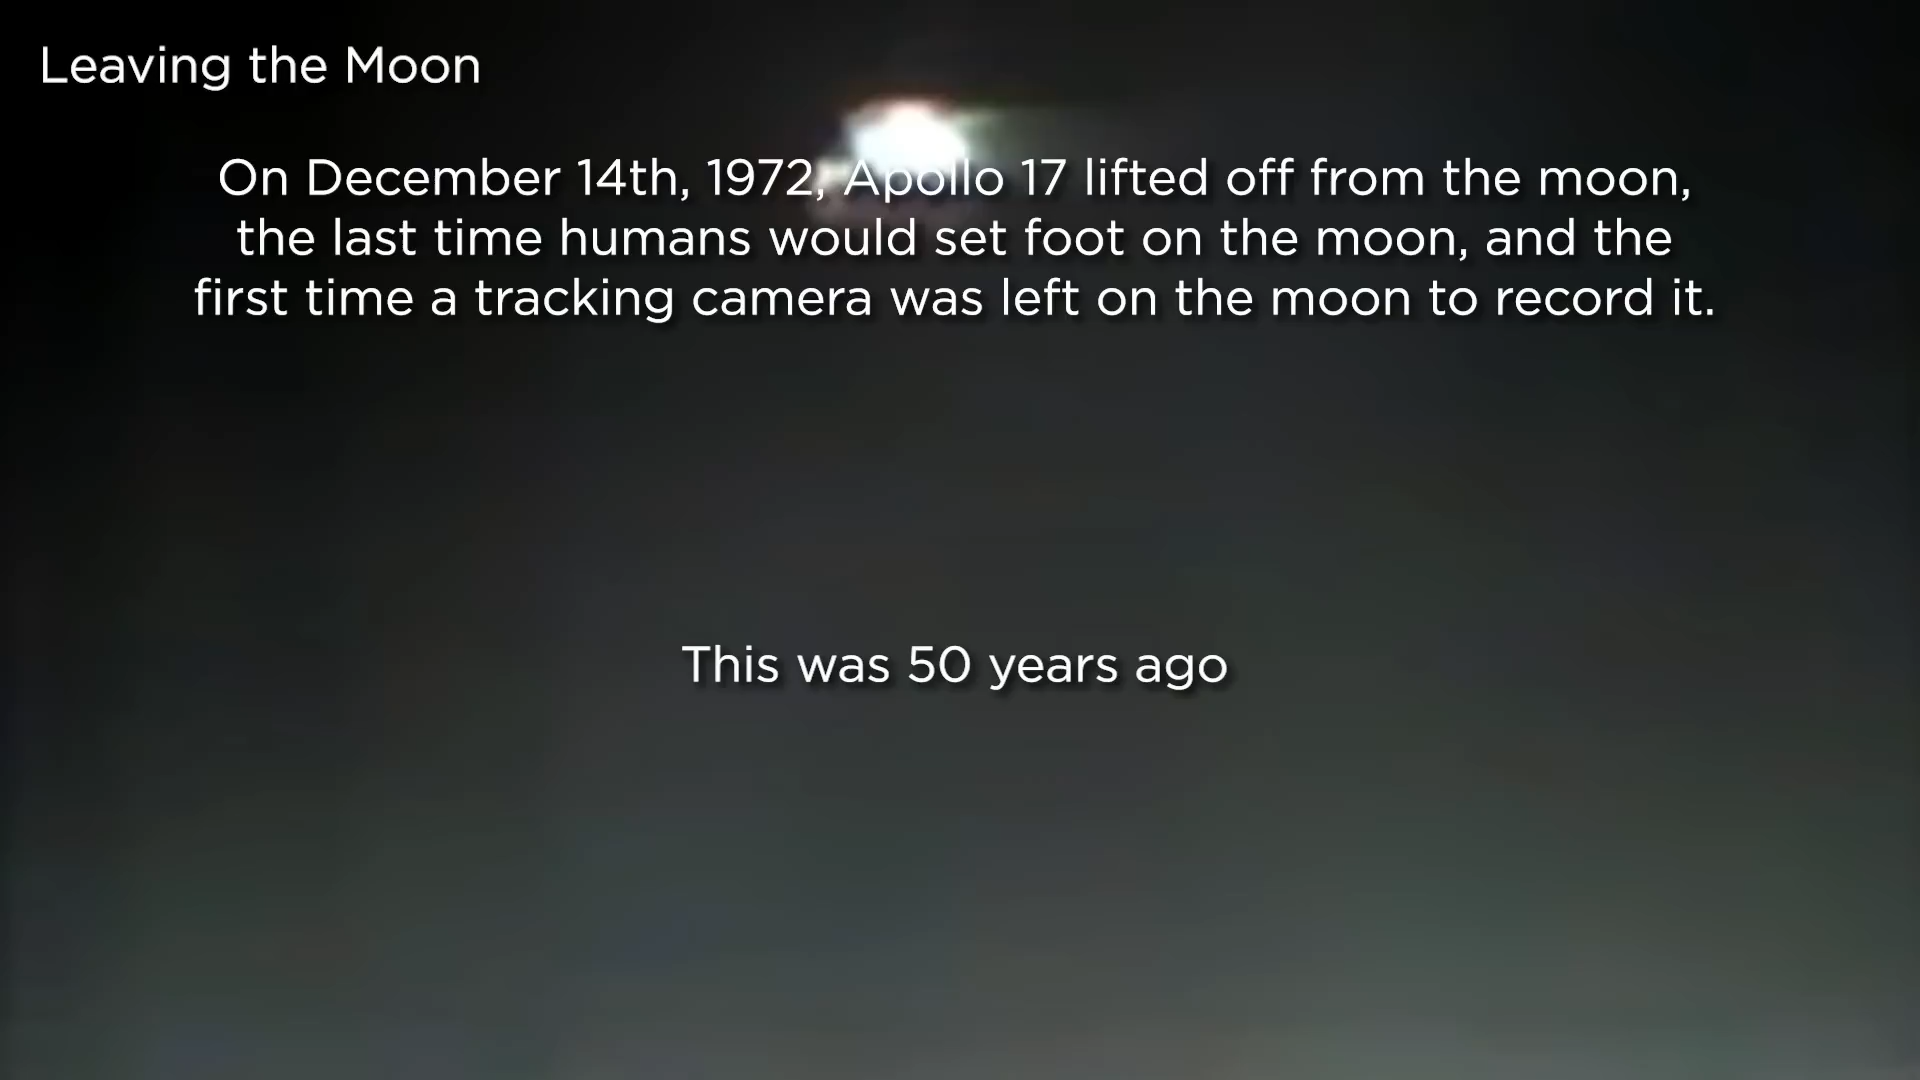 Leaving the Moon
On December 14th, 1972, Apollo 17 lifted off from the moon,
the last time humans would set foot on the moon, and the
first time a tracking camera was left on the moon to record it.
This was 50 years ago